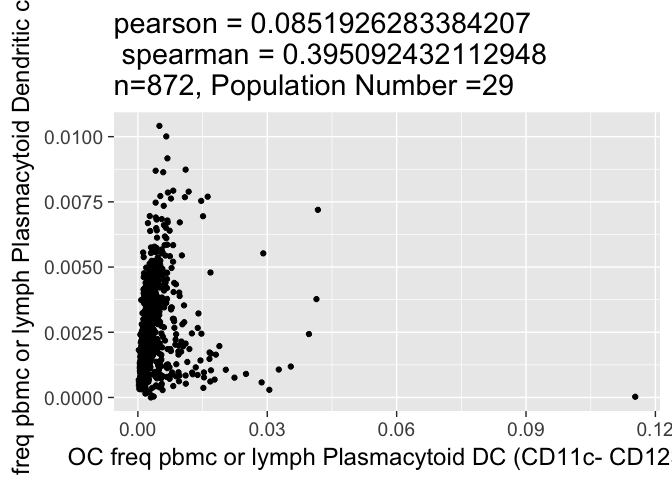 pearson = 0.0851926283384207
spearman = 0.395092432112948
n=872, Population Number =29
freq pbmc or lymph Plasmacytoid Dendritic c
0.0100
0.0075
0.0050
0.0025
0.0000
0.00 0.03 0.06 0.09 0.12
OC freq pbmc or lymph Plasmacytoid DC (CD11c- CD12